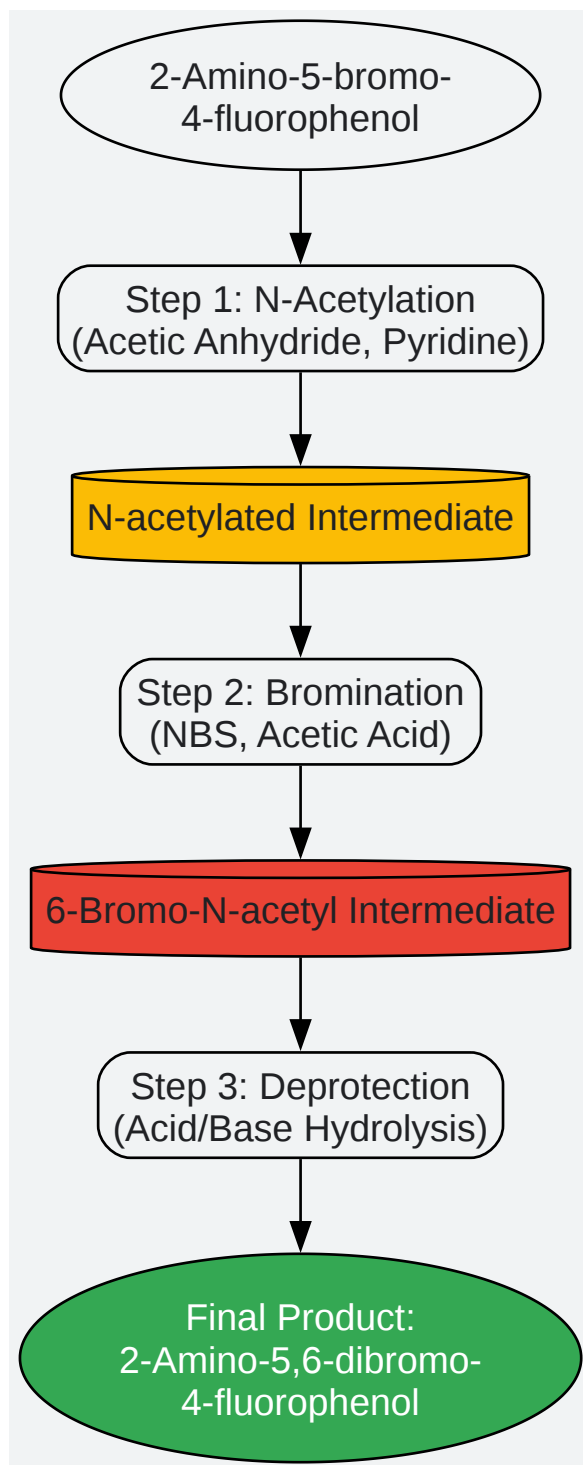 2-Amino-5-bromo-
4-fluorophenol
Step 1: N-Acetylation
(Acetic Anhydride, Pyridine)
N-acetylated Intermediate
Step 2: Bromination
(NBS, Acetic Acid)
6-Bromo-N-acetyl Intermediate
Step 3: Deprotection
(Acid/Base Hydrolysis)
Final Product:
2-Amino-5,6-dibromo-
4-fluorophenol